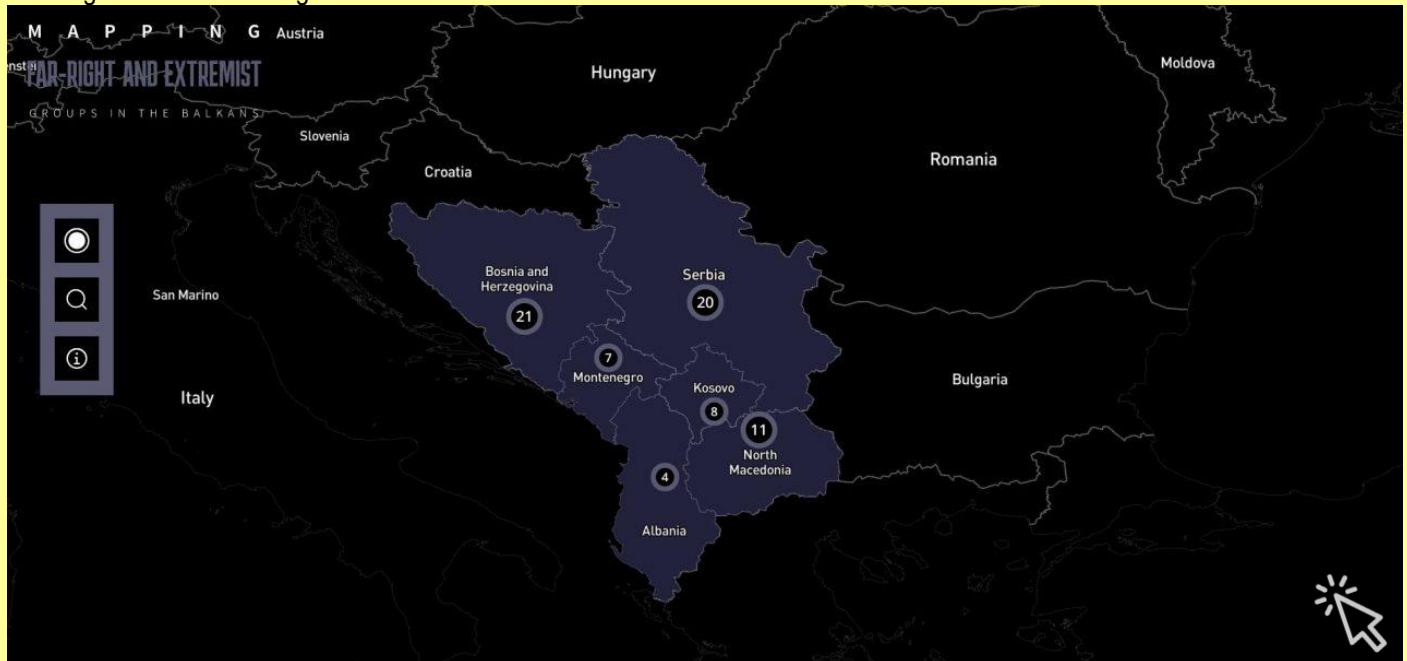 M A P P I N G
FAR-RIGHT AND EXTREMIST
GROUPS IN THE BALKANS
Austria
Hungary
Moldova
Slovenia
Romania
Croatia
Bosnia and
Herzegovina
21
Serbia
20
San Marino
7
Montenegro
Kosovo
8
Bulgaria
Italy
11
North
Macedonia
4
Albania